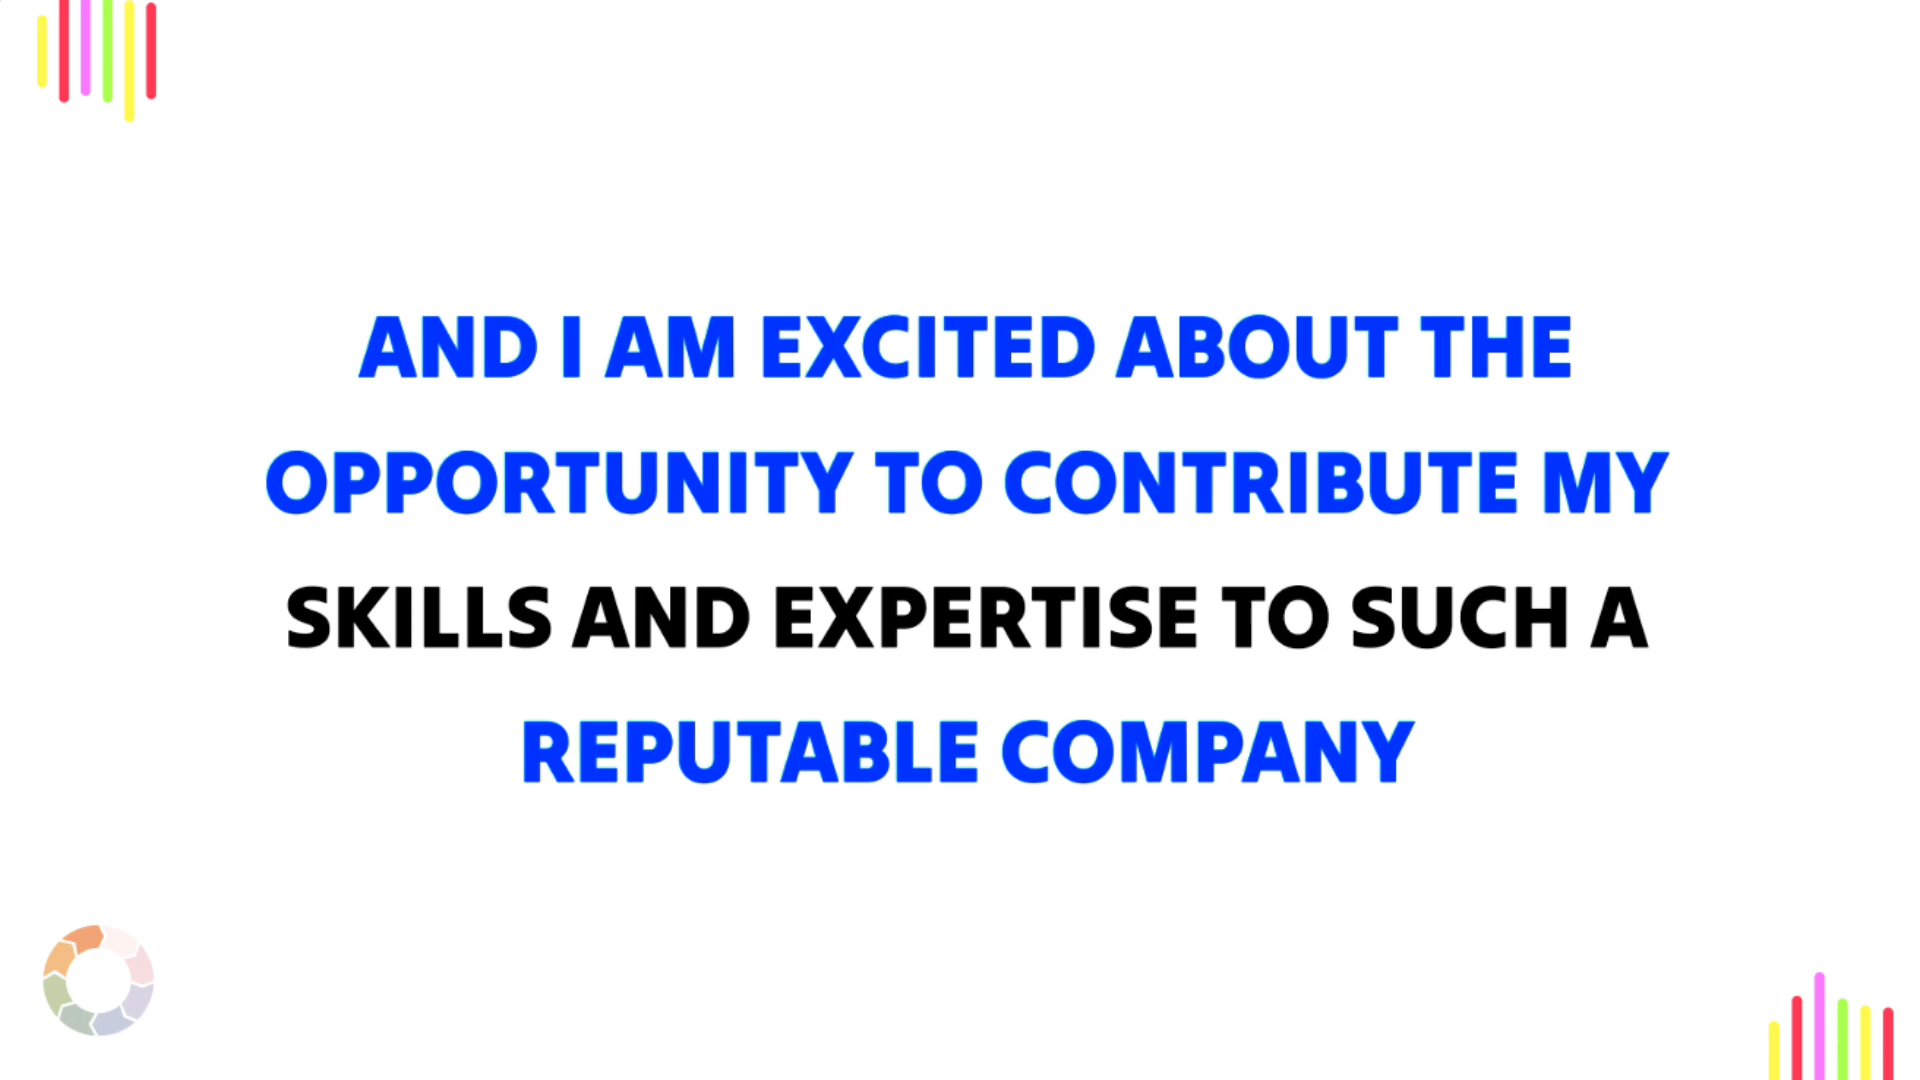 AND I AM EXCITED ABOUT THE
OPPORTUNITY TO CONTRIBUTE MY
SKILLS AND EXPERTISE TO SUCH A
REPUTABLE COMPANY